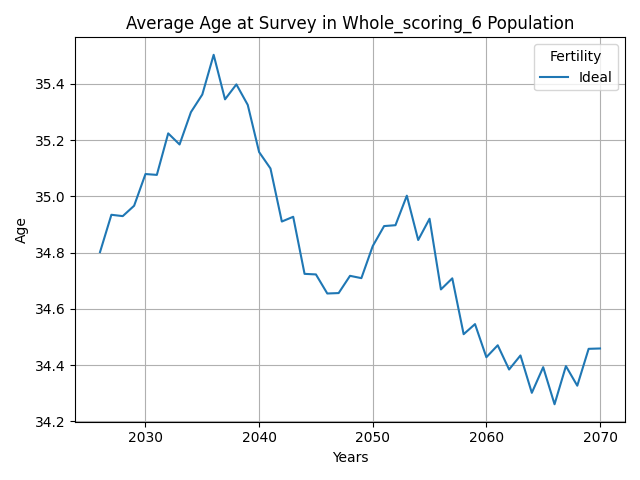 Average Age at Survey in Whole_scoring_6 Population
Fertility
Ideal
Age
35.4
35.2
35.0
34.8
34.6
34.4
34.2
2030 2040 2050 2060 2070
Years